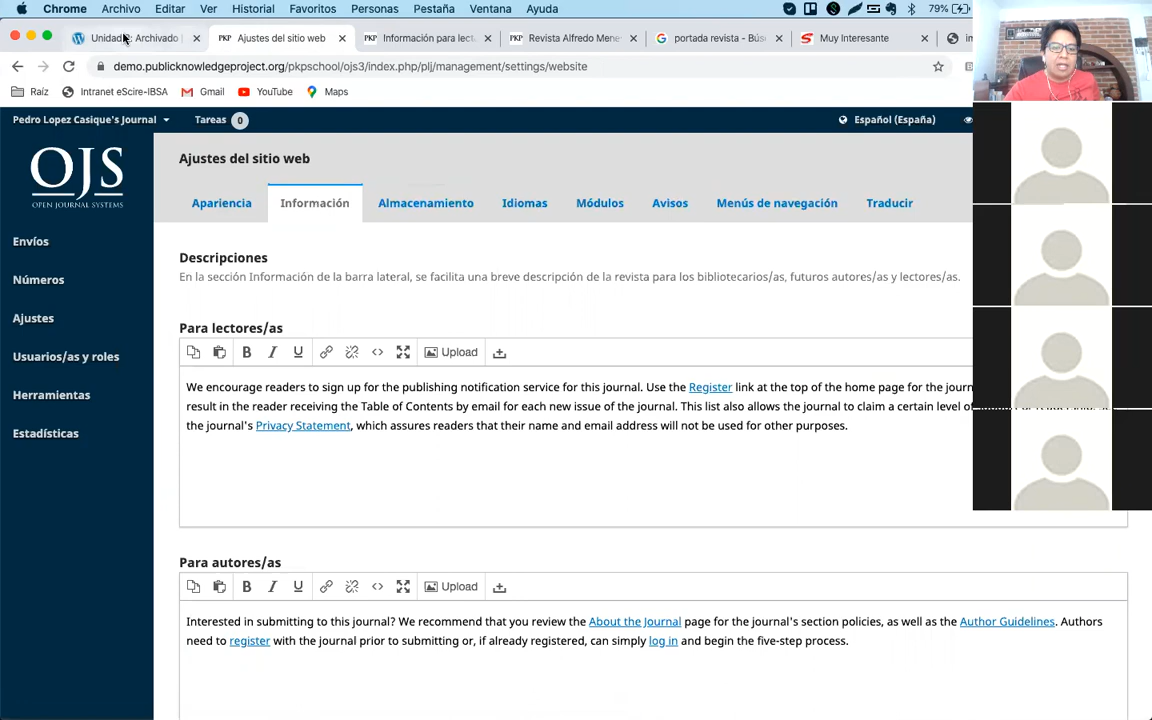 Chrome Archivo Editar Ver Historial Favoritos Personas Pestaña Ventana Ayuda 79%
Unidad Archivado
Ajustes del sitio web
Información para lect
Revista Alfredo Mene
portada revista - Bús
Muy Interesante
demo.publicknowledgeproject.org/pkpschool/ojs3/index.php/plj/management/settings/website
Raíz Intranet eScire-IBSA Gmail YouTube Maps
Pedro Lopez Casique's Journal Tareas 0 Español (España)
OJS
OPEN JOURNAL SYSTEMS
Envíos
Números
Ajustes
Usuarios/as y roles
Herramientas
Estadísticas
Ajustes del sitio web
Apariencia Información Almacenamiento Idiomas Módulos Avisos Menús de navegación Traducir
Descripciones
En la sección Información de la barra lateral, se facilita una breve descripción de la revista para los bibliotecarios/as, futuros autores/as y lectores/as.
Para lectores/as
B I U Upload
We encourage readers to sign up for the publishing notification service for this journal. Use the Register link at the top of the home page for the journ
result in the reader receiving the Table of Contents by email for each new issue of the journal. This list also allows the journal to claim a certain level of
the journal's Privacy Statement, which assures readers that their name and email address will not be used for other purposes.
Para autores/as
B I U Upload
Interested in submitting to this journal? We recommend that you review the About the Journal page for the journal's section policies, as well as the Author Guidelines. Authors
need to register with the journal prior to submitting or, if already registered, can simply log in and begin the five-step process.